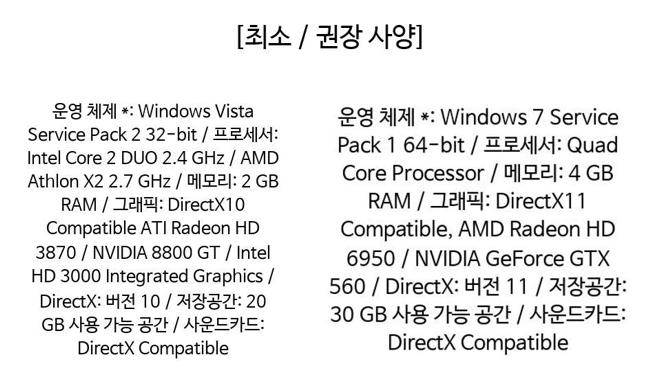 [최소 / 권장 사양]
운영 체제 *: Windows Vista
Service Pack 2 32-bit / 프로세서:
Intel Core 2 DUO 2.4 GHz / AMD
Athlon X2 2.7 GHz / 메모리: 2 GB
RAM / 그래픽: DirectX10
Compatible ATI Radeon HD
3870 / NVIDIA 8800 GT / Intel
HD 3000 Integrated Graphics /
DirectX: 버전 10 / 저장공간: 20
GB 사용 가능 공간 / 사운드카드:
DirectX Compatible
운영 체제 *: Windows 7 Service
Pack 1 64-bit / 프로세서: Quad
Core Processor / 메모리: 4 GB
RAM / 그래픽: DirectX11
Compatible, AMD Radeon HD
6950 / NVIDIA GeForce GTX
560 / DirectX: 버전 11 / 저장공간:
30 GB 사용 가능 공간 / 사운드카드:
DirectX Compatible